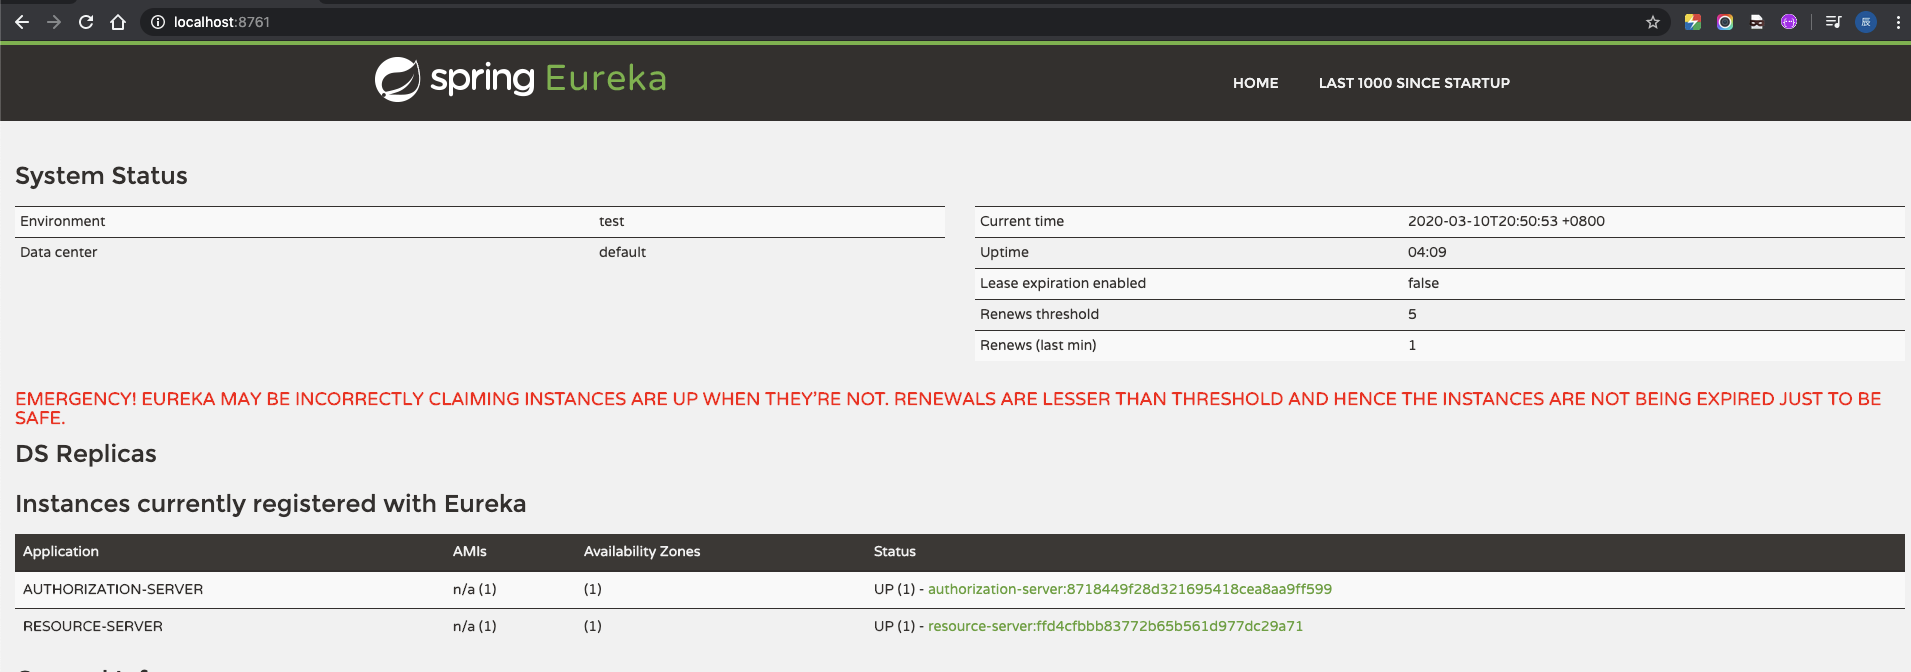 localhost:8761
辰
spring Eureka
HOME LAST 1000 SINCE STARTUP
System Status
Environment test
Data center default
Current time 2020-03-10T20:50:53 +0800
Uptime 04:09
Lease expiration enabled false
Renews threshold 5
Renews (last min) 1
EMERGENCY! EUREKA MAY BE INCORRECTLY CLAIMING INSTANCES ARE UP WHEN THEY'RE NOT. RENEWALS ARE LESSER THAN THRESHOLD AND HENCE THE INSTANCES ARE NOT BEING EXPIRED JUST TO BE
SAFE.
DS Replicas
Instances currently registered with Eureka
Application AMIs Availability Zones Status
AUTHORIZATION-SERVER n/a (1) (1) UP (1) - authorization-server:8718449f28d321695418cea8aa9ff599
RESOURCE-SERVER n/a (1) (1) UP (1) - resource-server:ffd4cfbbb83772b65b561d977dc29a71